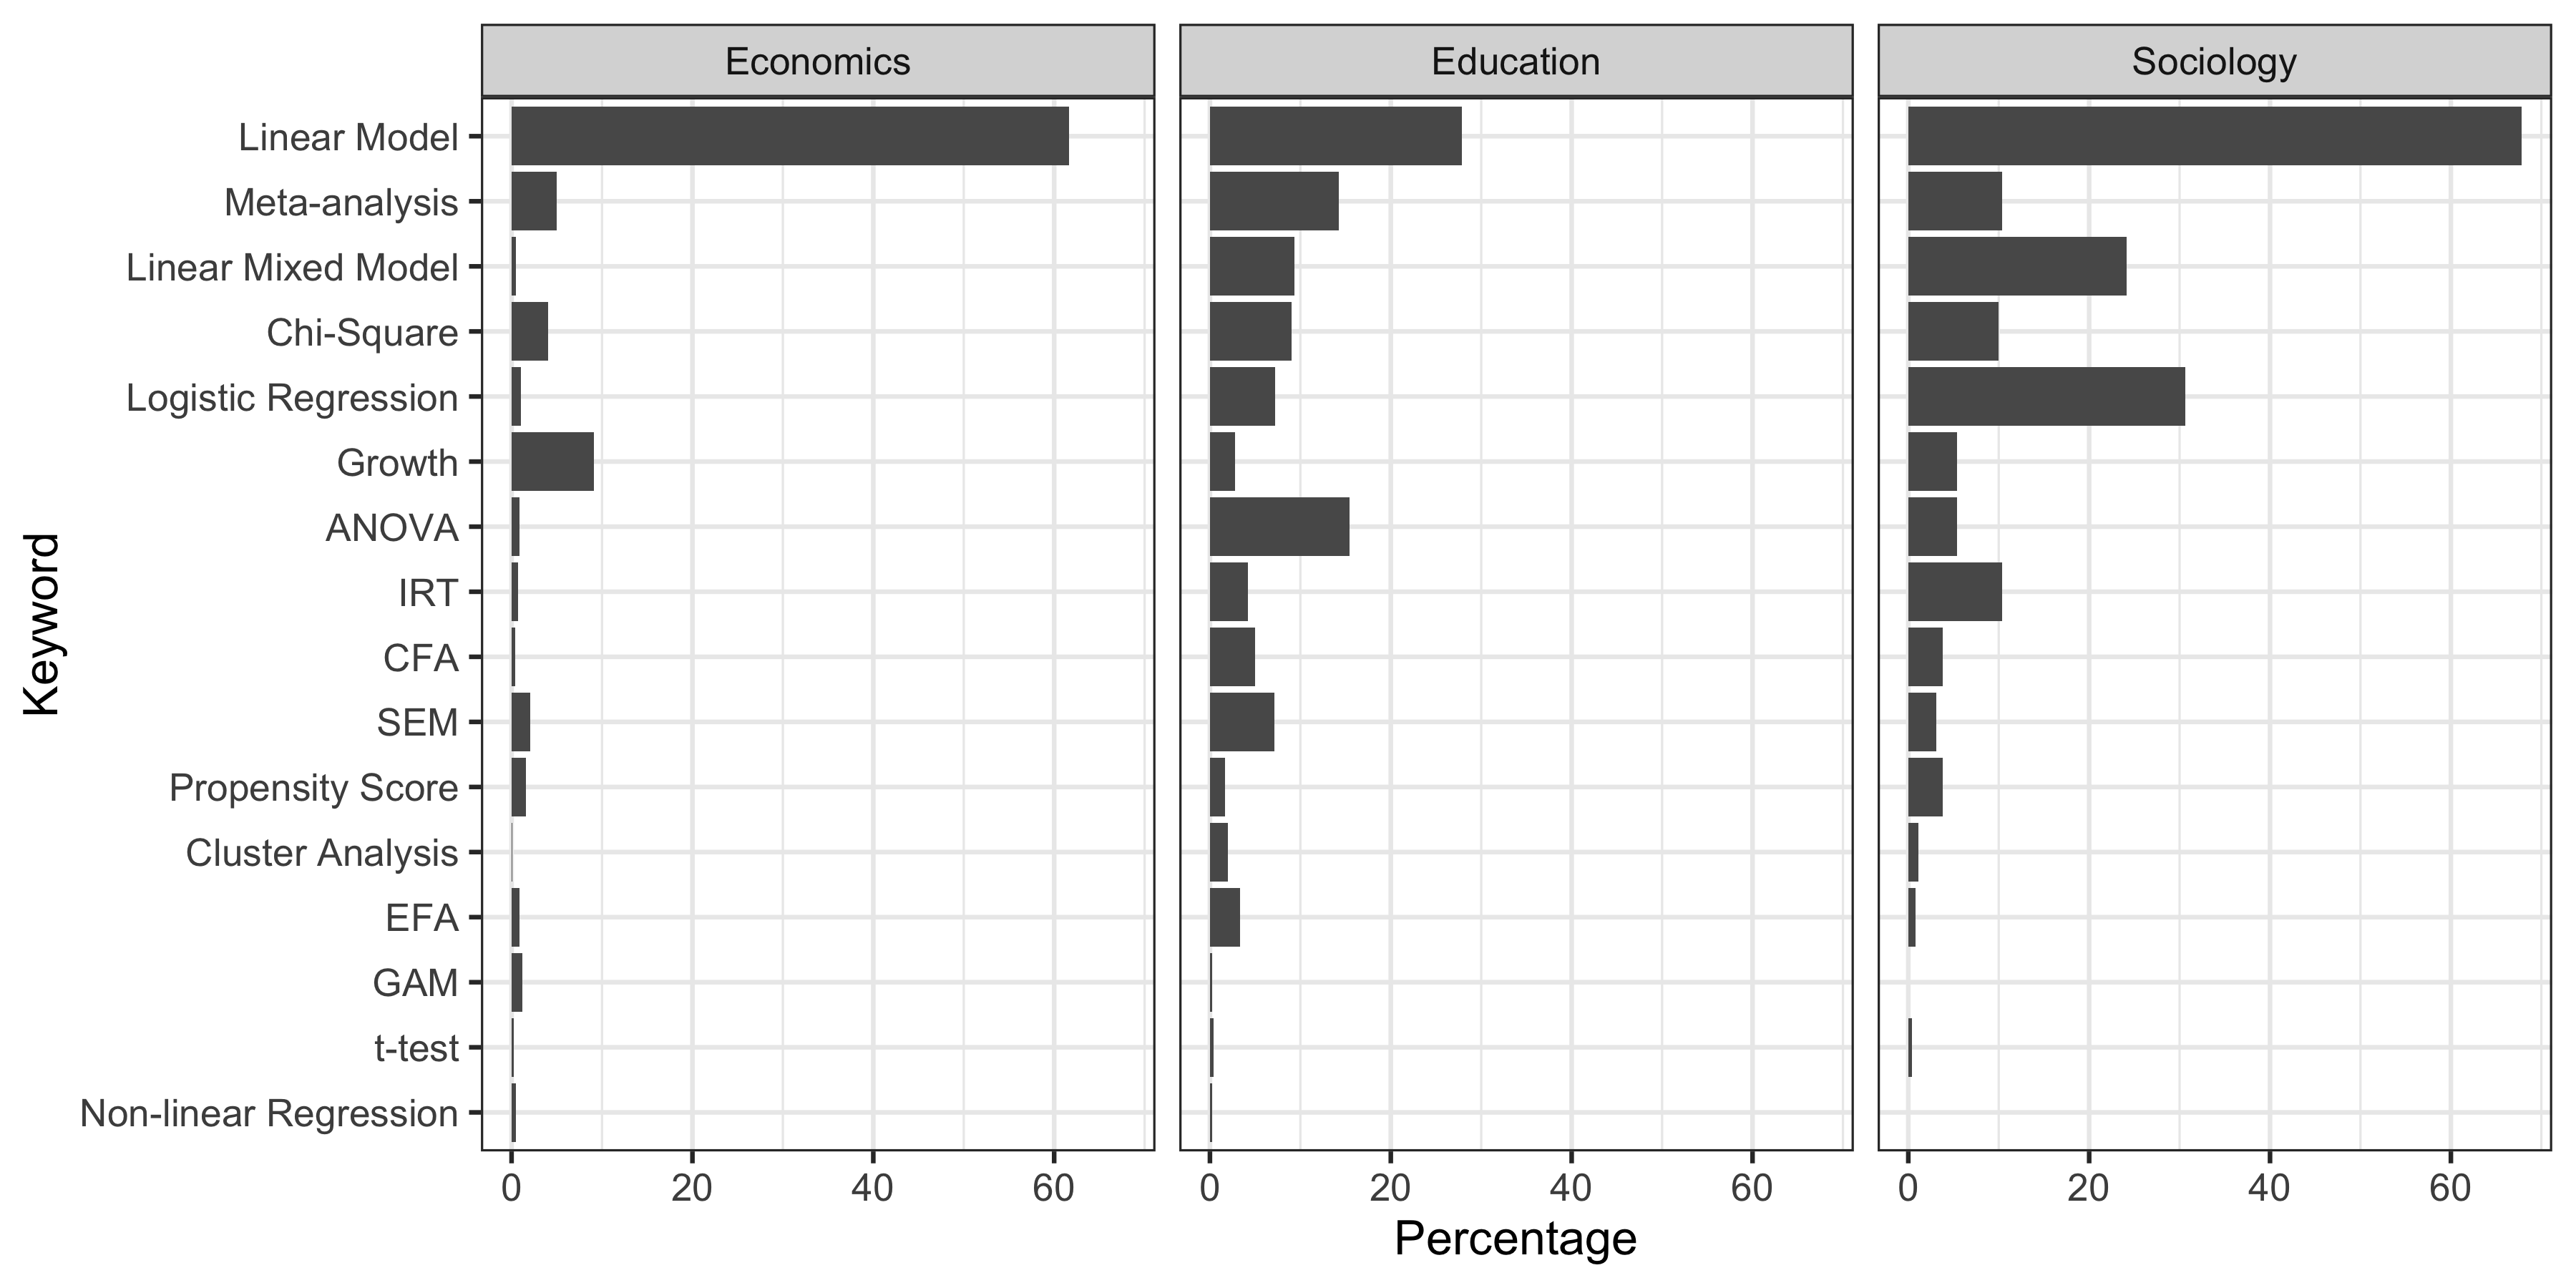 Economics
Education
Sociology
Keyword
Linear Model
Meta-analysis
Linear Mixed Model
Chi-Square
Logistic Regression
Growth
ANOVA
IRT
CFA
SEM
Propensity Score
Cluster Analysis
EFA
GAM
t-test
Non-linear Regression
0 20 40 60
0 20 40 60
0 20 40 60
Percentage